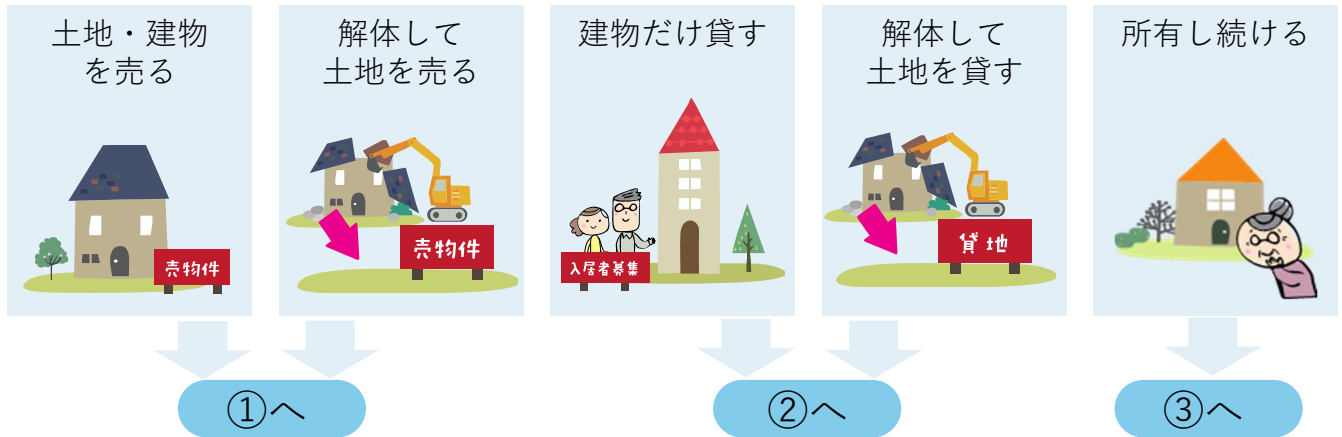 土地・建物
を売る
売物件
解体して
土地を売る
売物件
建物だけ貸す
入居者募集
解体して
土地を貸す
貸地
所有し続ける
①へ
②へ
③へ